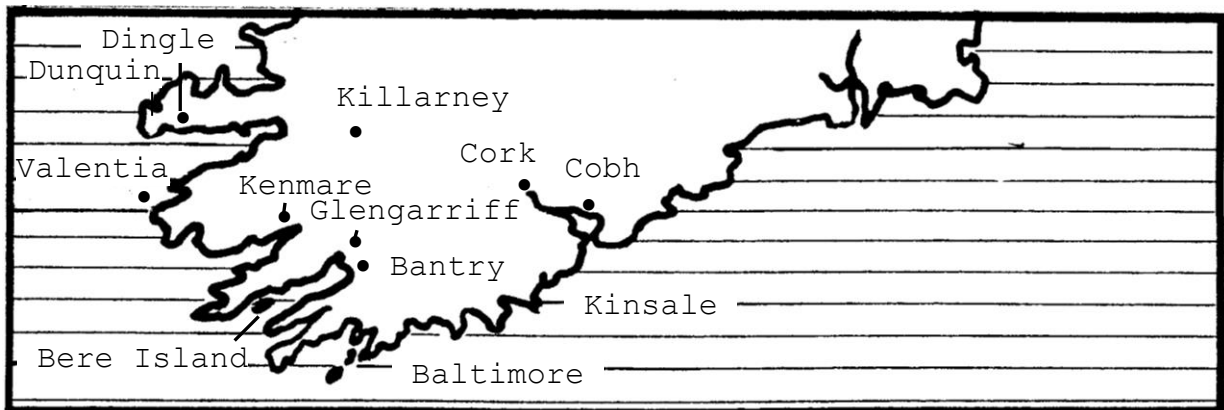 Dingle
Dunquin
Killarney
Cork
Cobh
Valentia
Kenmare
Glengarriff
Bantry
Kinsale
Bere Island
Baltimore